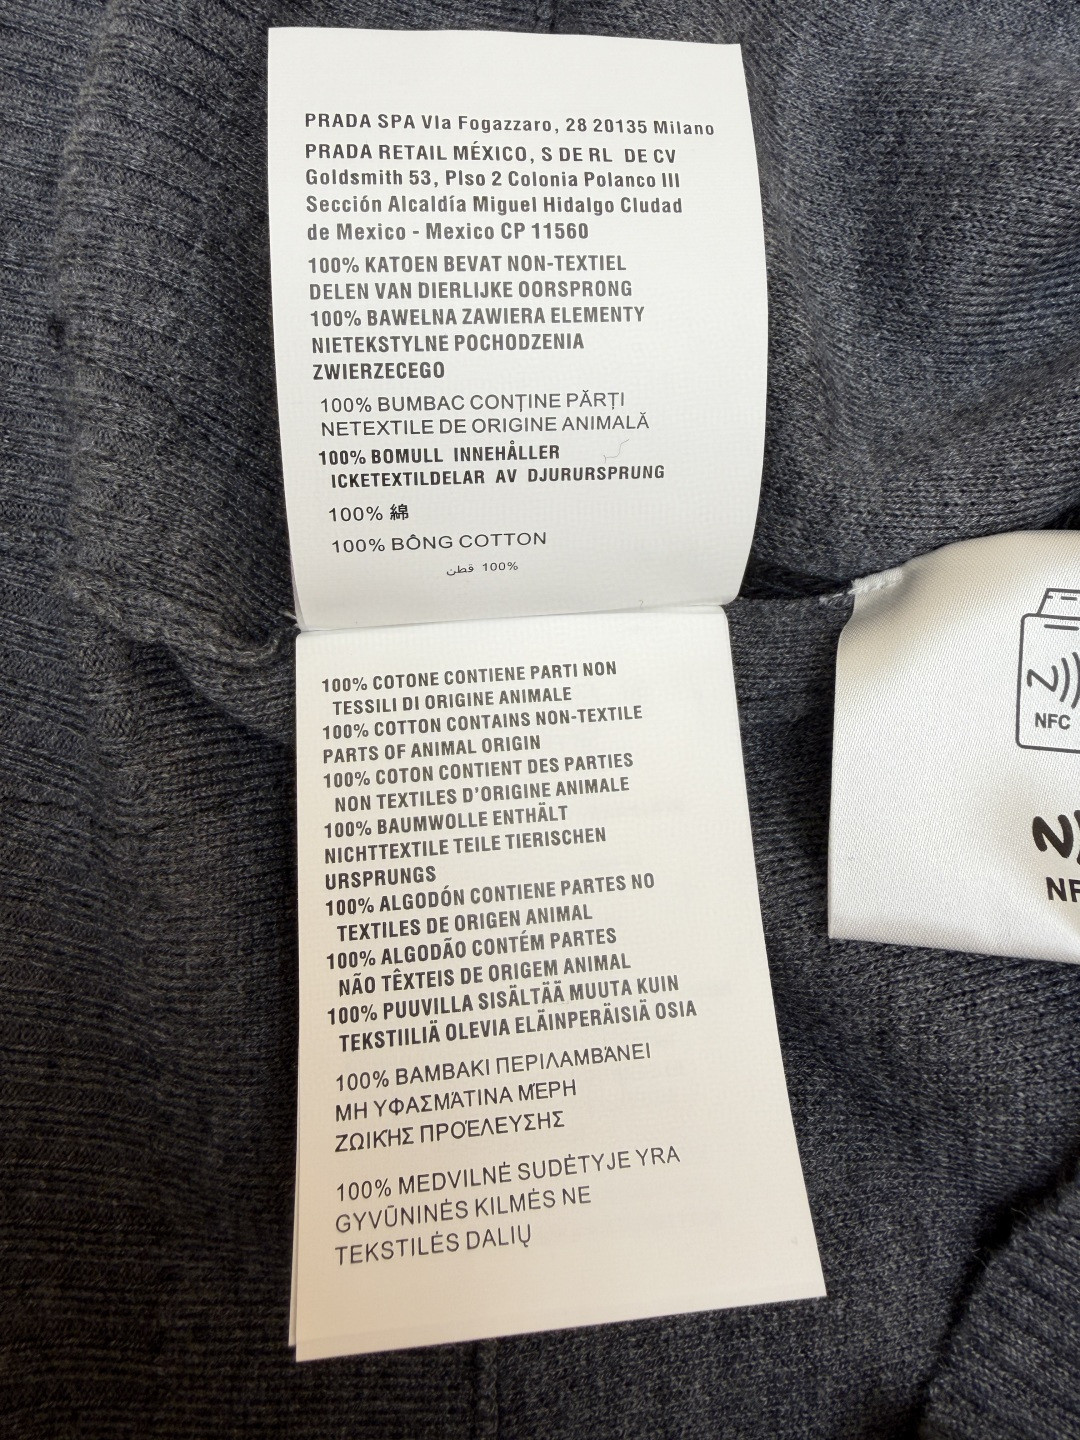 PRADA SPA VIa Fogazzaro, 28 20135 Milano
PRADA RETAIL MÉXICO, S DE RL DE CV
Goldsmith 53, PIso 2 Colonia Polanco III
Sección Alcaldía Miguel Hidalgo CIudad
de Mexico - Mexico CP 11560
100% KATOEN BEVAT NON-TEXTIEL
DELEN VAN DIERLIJKE OORSPRONG
100% BAWELNA ZAWIERA ELEMENTY
NIETEKSTYLNE POCHODZENIA
ZWIERZECEGO
100% BUMBAC CONȚINE PĂRȚI
NETEXTILE DE ORIGINE ANIMALĂ
100% BOMULL INNEHÅLLER
ICKETEXTILDELAR AV DJURURSPRUNG
100% 綿
100% BÔNG COTTON
100% قطن
100% COTONE CONTIENE PARTI NON
TESSILI DI ORIGINE ANIMALE
100% COTTON CONTAINS NON-TEXTILE
PARTS OF ANIMAL ORIGIN
100% COTON CONTIENT DES PARTIES
NON TEXTILES D'ORIGINE ANIMALE
100% BAUMWOLLE ENTHÄLT
NICHTTEXTILE TEILE TIERISCHEN
URSPRUNGS
100% ALGODÓN CONTIENE PARTES NO
TEXTILES DE ORIGEN ANIMAL
100% ALGODÃO CONTÉM PARTES
NÃO TÊXTEIS DE ORIGEM ANIMAL
100% PUUVILLA SISÄLTÄÄ MUUTA KUIN
TEKSTIILIÄ OLEVIA ELÄINPERÄISIÄ OSIA
100% ΒΑΜΒΑΚΙ ΠΕΡΙΛΑΜΒΆΝΕΙ
ΜΗ ΥΦΑΣΜΆΤΙΝΑ ΜΈΡΗ
ΖΩΙΚΉΣ ΠΡΟΈΛΕΥΣΗΣ
100% MEDVILNĖ SUDĖTYJE YRA
GYVŪNINĖS KILMĖS NE
TEKSTILĖS DALIŲ
NFC